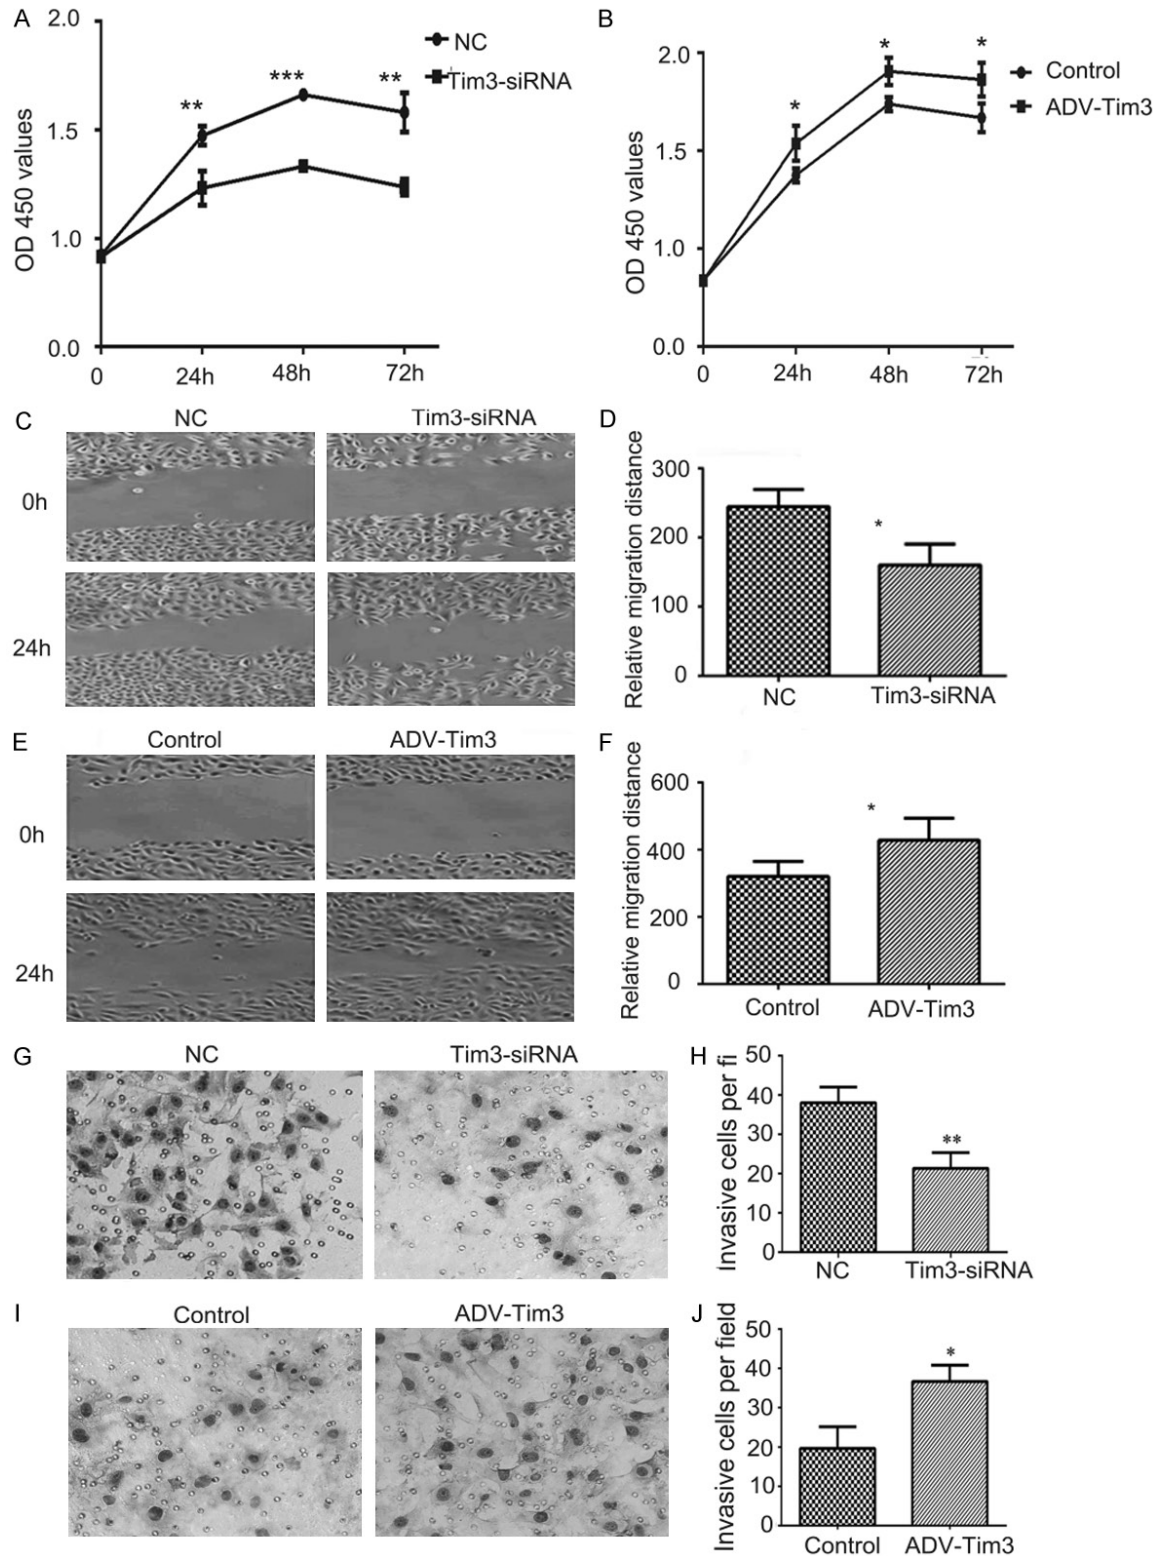 A
2.0
1.5
1.0
0.0
OD 450 values
NC
Tim3-siRNA
**
***
**
0
24h
48h
72h
B
2.0
1.5
1.0
0.0
OD 450 values
Control
ADV-Tim3
*
*
*
0
24h
48h
72h
C
NC
Tim3-siRNA
0h
24h
D
Relative migration distance
300
200
100
0
*
NC
Tim3-siRNA
E
Control
ADV-Tim3
0h
24h
F
Relative migration distance
600
400
200
0
*
Control
ADV-Tim3
G
NC
Tim3-siRNA
H
Invasive cells per fi
50
40
30
20
10
0
**
NC
Tim3-siRNA
I
Control
ADV-Tim3
J
Invasive cells per field
50
40
30
20
10
0
*
Control
ADV-Tim3